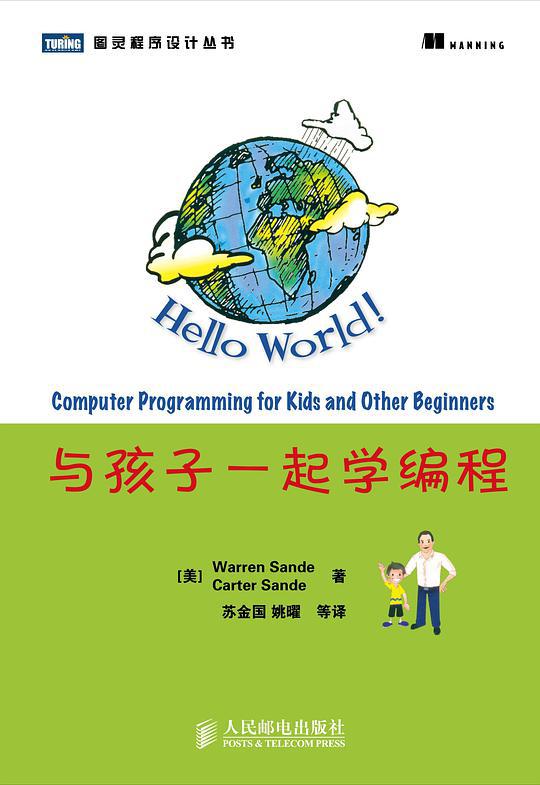 TURING 图灵程序设计丛书
MANNING
Hello World!
Computer Programming for Kids and Other Beginners
与孩子一起学编程
[美] Warren Sande 著
Carter Sande
苏金国 姚曜 等译
人民邮电出版社
POSTS & TELECOM PRESS